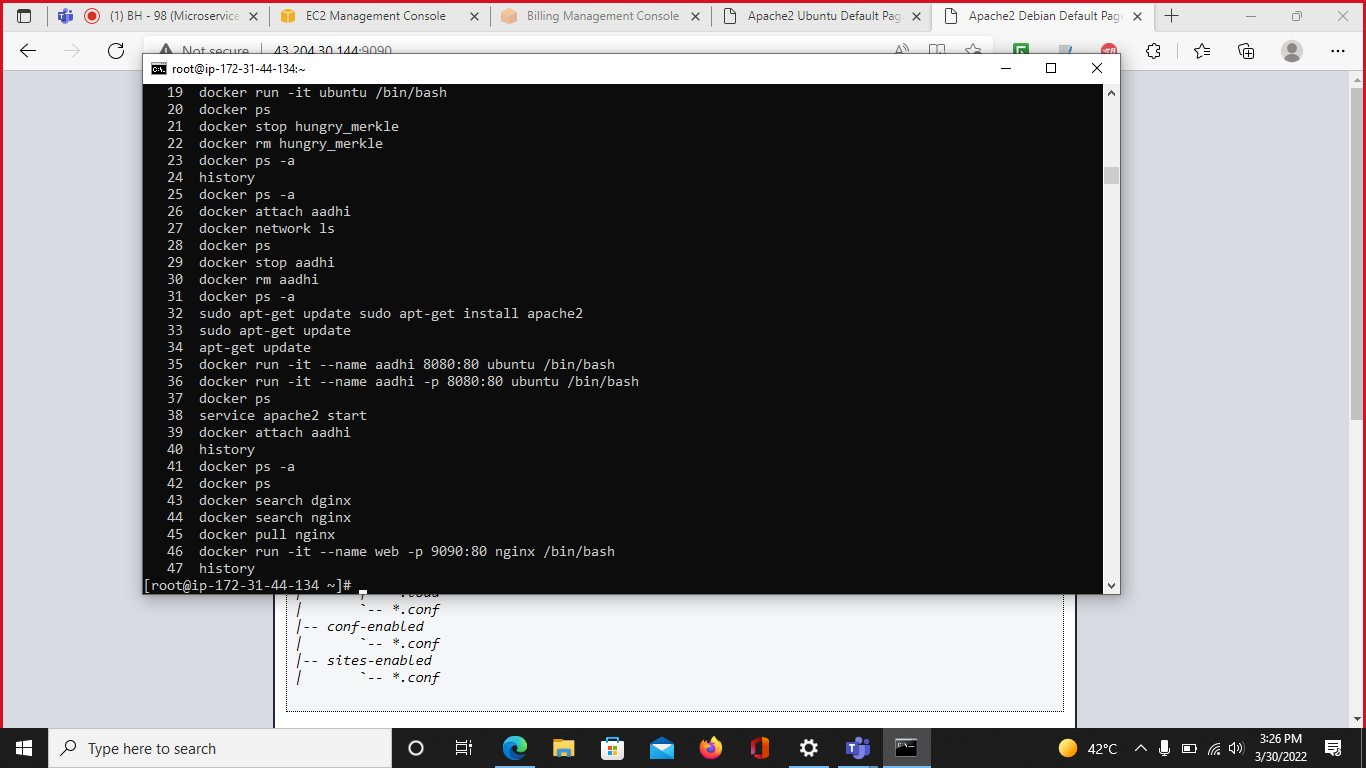 (1) BH - 98 (Microservice
EC2 Management Console
Billing Management Console
Apache2 Ubuntu Default Pag
Apache2 Debian Default Page
Not secure
43.204.30.144:9090
root@ip-172-31-44-134:~
19 docker run -it ubuntu /bin/bash
20 docker ps
21 docker stop hungry_merkle
22 docker rm hungry_merkle
23 docker ps -a
24 history
25 docker ps -a
26 docker attach aadhi
27 docker network ls
28 docker ps
29 docker stop aadhi
30 docker rm aadhi
31 docker ps -a
32 sudo apt-get update sudo apt-get install apache2
33 sudo apt-get update
34 apt-get update
35 docker run -it --name aadhi 8080:80 ubuntu /bin/bash
36 docker run -it --name aadhi -p 8080:80 ubuntu /bin/bash
37 docker ps
38 service apache2 start
39 docker attach aadhi
40 history
41 docker ps -a
42 docker ps
43 docker search dginx
44 docker search nginx
45 docker pull nginx
46 docker run -it --name web -p 9090:80 nginx /bin/bash
47 history
[root@ip-172-31-44-134 ~]#
| `-- *.conf
|-- conf-enabled
| `-- *.conf
|-- sites-enabled
| `-- *.conf
Type here to search
42°C
3:26 PM
3/30/2022